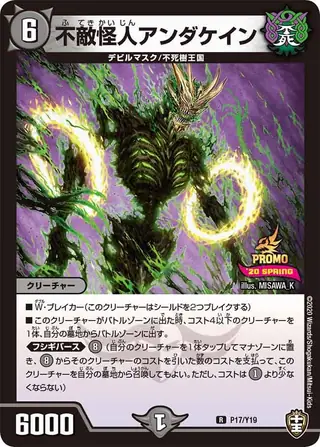 6
ふてきかいじん
不敵怪人アンダケイン
デビルマスク/不死樹王国
PROMO
'20 SPRING
illus. MISAWA_K
クリーチャー
■W・ブレイカー(このクリーチャーはシールドを2つブレイクする)
■このクリーチャーがバトルゾーンに出た時、コスト4以下のクリーチャーを
1体、自分の墓地からバトルゾーンに出す。
■フシギバース[8](自分のクリーチャーを1体タップしてマナゾーンに置
き、[8]からそのクリーチャーのコストを引いた数のコストを支払って、この
クリーチャーを自分の墓地から召喚してもよい。ただし、コストは[1]より少
なくならない)
©2020 Wizards/Shogakukan/Mitsui-Kids
6000
1
R P17/Y19